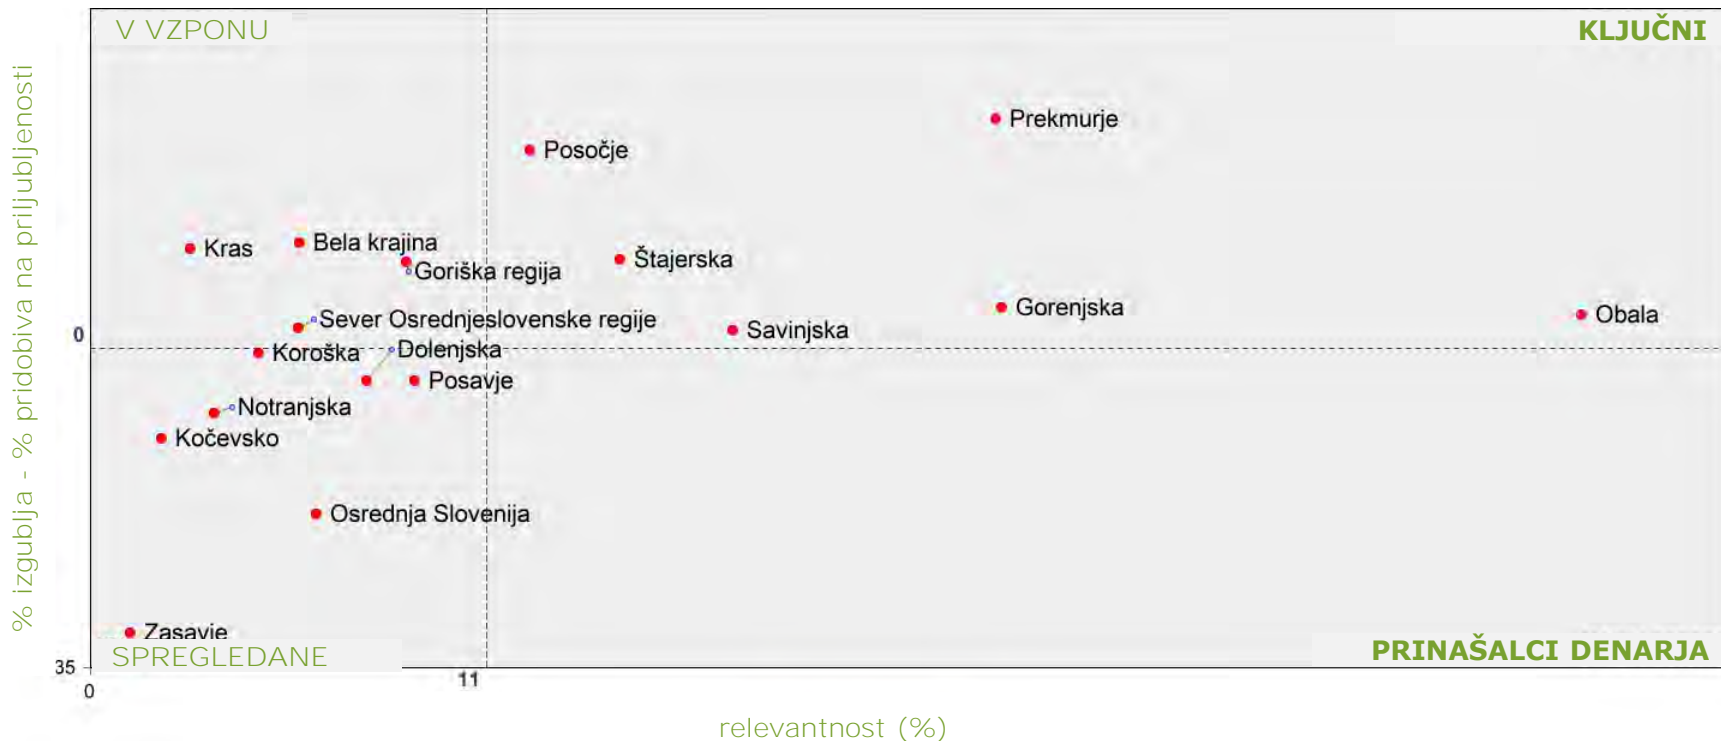 V VZPONU
KLJUČNI
% izgublja - % pridobiva na priljubljenosti
Prekmurje
Posočje
Bela krajina
Kras
Štajerska
Goriška regija
Gorenjska
Obala
Sever Osrednjeslovenske regije
Savinjska
0
Koroška
Dolenjska
Posavje
Notranjska
Kočevsko
Osrednja Slovenija
Zasavje
SPREGLEDANE
PRINAŠALCI DENARJA
35
11
0
relevantnost (%)